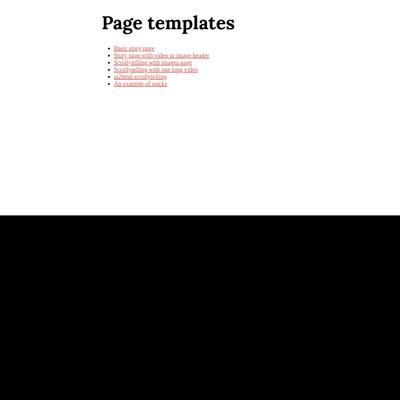 Page templates
Basic story page
Story page with video or image header
Scrollytelling with images page
Scrollytelling with one long video
ai2html scrollytelling
An example of stacks